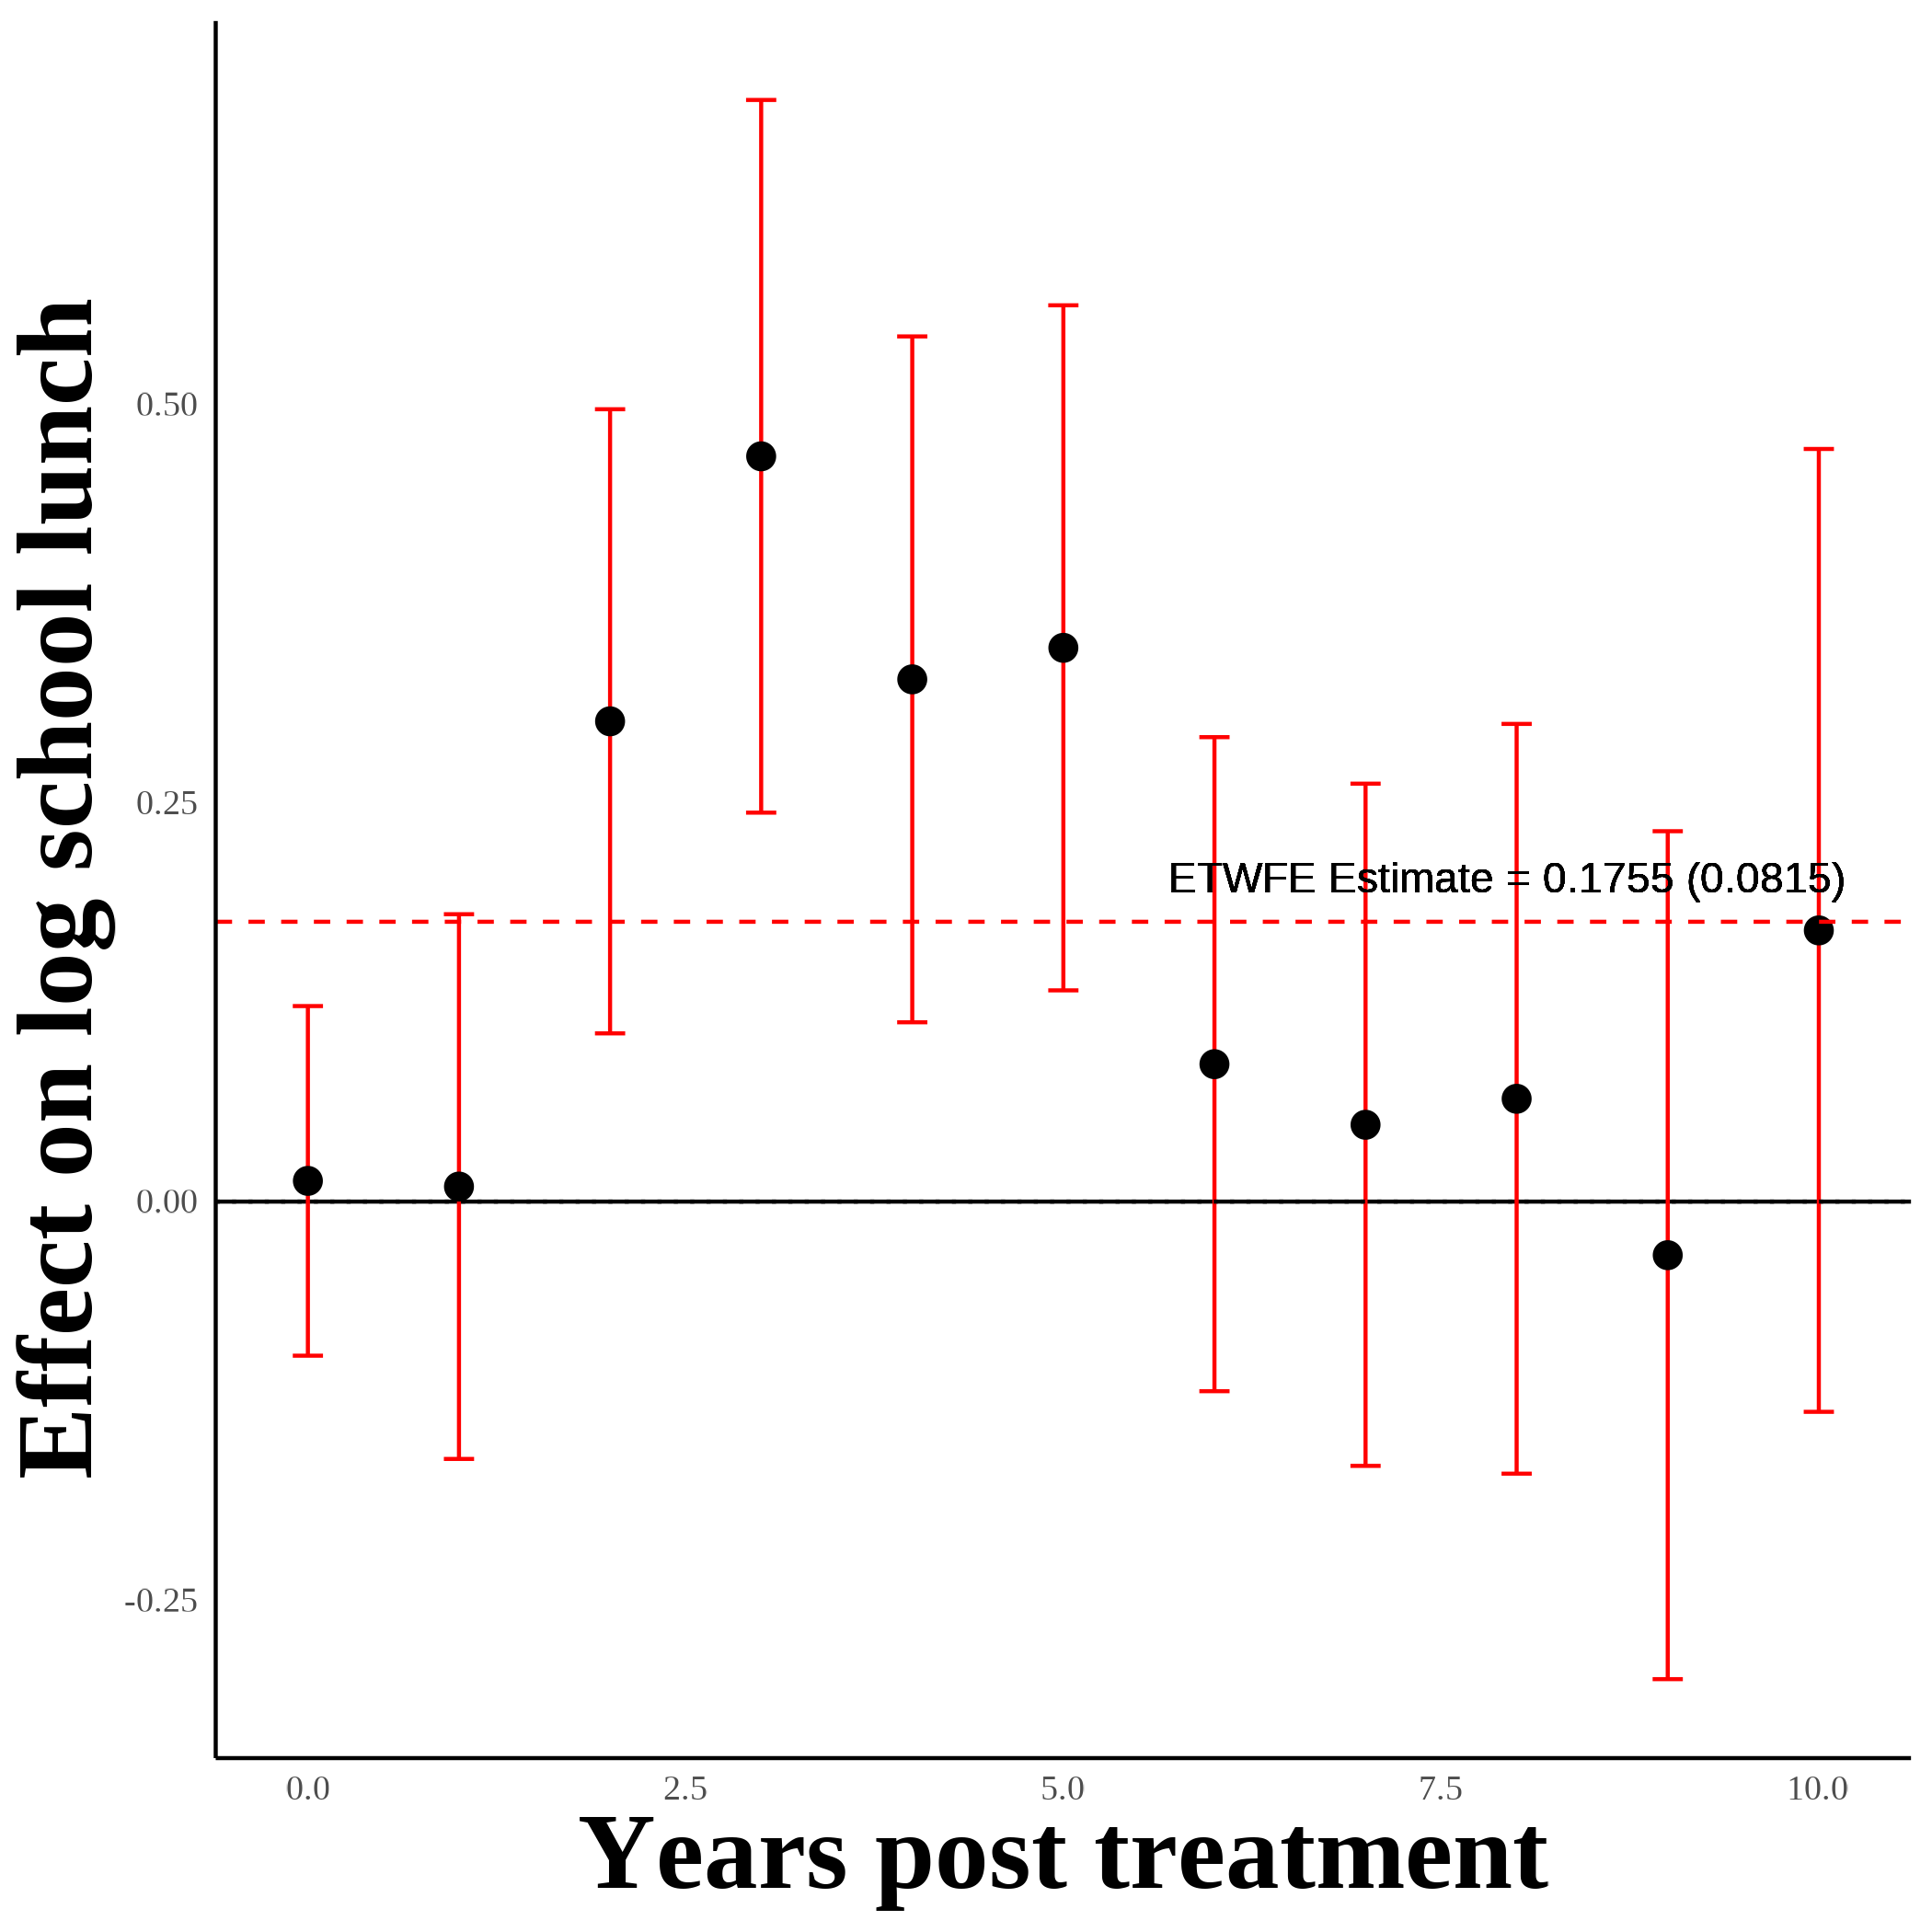 Effect on log school lunch
0.50
0.25
0.00
-0.25
ETWFE Estimate = 0.1755 (0.0815)
0.0 2.5 5.0 7.5 10.0
Years post treatment